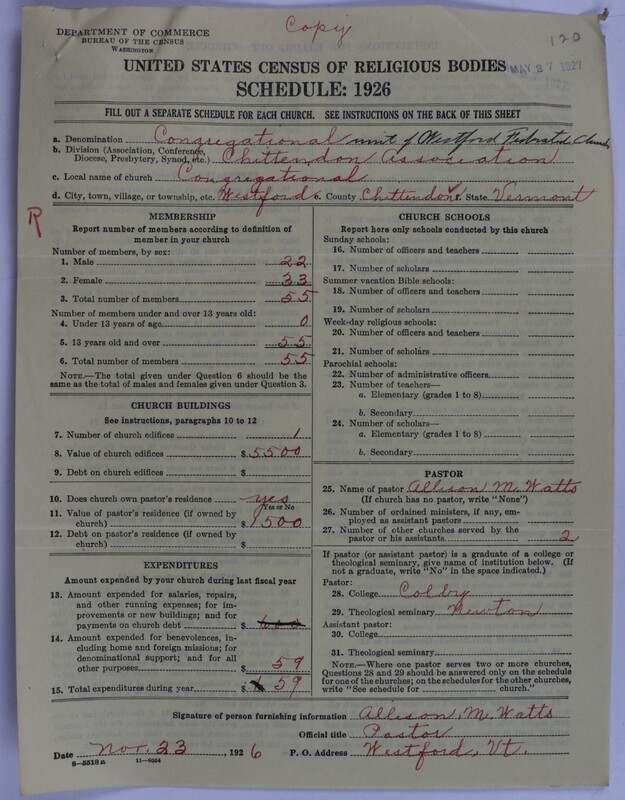 DEPARTMENT OF COMMERCE
BUREAU OF THE CENSUS
WASHINGTON
Copy
120
UNITED STATES CENSUS OF RELIGIOUS BODIES
MAY 27 1927
SCHEDULE: 1926
FILL OUT A SEPARATE SCHEDULE FOR EACH CHURCH. SEE INSTRUCTIONS ON THE BACK OF THIS SHEET
a. Denomination Congregational unit of Westford Federated Church
b. Division (Association, Conference, Diocese, Presbytery, Synod, etc.) Chittendon Association
c. Local name of church Congregational
d. City, town, village, or township, etc. Westford e. County Chittendon f. State Vermont
R
MEMBERSHIP
Report number of members according to definition of
member in your church
Number of members, by sex:
1. Male 22
2. Female 33
3. Total number of members 55
Number of members under and over 13 years old:
4. Under 13 years of age 0
5. 13 years old and over 55
6. Total number of members 55
NOTE.—The total given under Question 6 should be
the same as the total of males and females given under Question 3.
CHURCH BUILDINGS
See instructions, paragraphs 10 to 12
7. Number of church edifices 1
8. Value of church edifices $ 5500
9. Debt on church edifices $
10. Does church own pastor's residence yes
Yes or No
11. Value of pastor's residence (if owned by
church) $ 1500
12. Debt on pastor's residence (if owned by
church) $
EXPENDITURES
Amount expended by your church during last fiscal year
13. Amount expended for salaries, repairs,
and other running expenses; for im-
provements or new buildings; and for
payments on church debt $
14. Amount expended for benevolences, in-
cluding home and foreign missions; for
denominational support; and for all
other purposes $ 59
15. Total expenditures during year $ 59
CHURCH SCHOOLS
Report here only schools conducted by this church
Sunday schools:
16. Number of officers and teachers
17. Number of scholars
Summer vacation Bible schools:
18. Number of officers and teachers
19. Number of scholars
Week-day religious schools:
20. Number of officers and teachers
21. Number of scholars
Parochial schools:
22. Number of administrative officers
23. Number of teachers—
a. Elementary (grades 1 to 8)
b. Secondary
24. Number of scholars—
a. Elementary (grades 1 to 8)
b. Secondary
PASTOR
25. Name of pastor Allison M. Watts
(If church has no pastor, write "None")
26. Number of ordained ministers, if any, em-
ployed as assistant pastors
27. Number of other churches served by the
pastor or his assistants 2
If pastor (or assistant pastor) is a graduate of a college or
theological seminary, give name of institution below. (If
not a graduate, write "No" in the space indicated.)
Pastor:
28. College Colby
29. Theological seminary Newton
Assistant pastor:
30. College
31. Theological seminary
NOTE.—Where one pastor serves two or more churches,
Questions 28 and 29 should be answered only on the schedule
for one of the churches; on the schedules for the other churches,
write "See schedule for church."
Signature of person furnishing information Allison M. Watts
Official title Pastor
Date Nov. 23, 1926 P. O. Address Westford, Vt.
8—5518a 11—9034